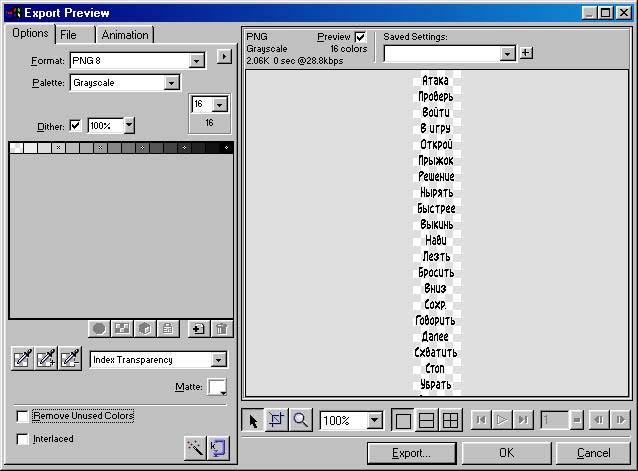 Export Preview
Options
File
Animation
Format: PNG 8
Palette: Grayscale
16
16
Dither: 100%
Index Transparency
Matte:
Remove Unused Colors
Interlaced
PNG
Preview
Grayscale
16 colors
2.06K 0 sec @28.8kbps
Saved Settings:
Атака
Проверь
Войти
В игру
Открой
Прыжок
Решение
Нырять
Быстрее
Выкинь
Нави
Лезть
Бросить
Вниз
Сохр.
Говорить
Далее
Схватить
Стоп
Убрать
100%
1
Export...
OK
Cancel